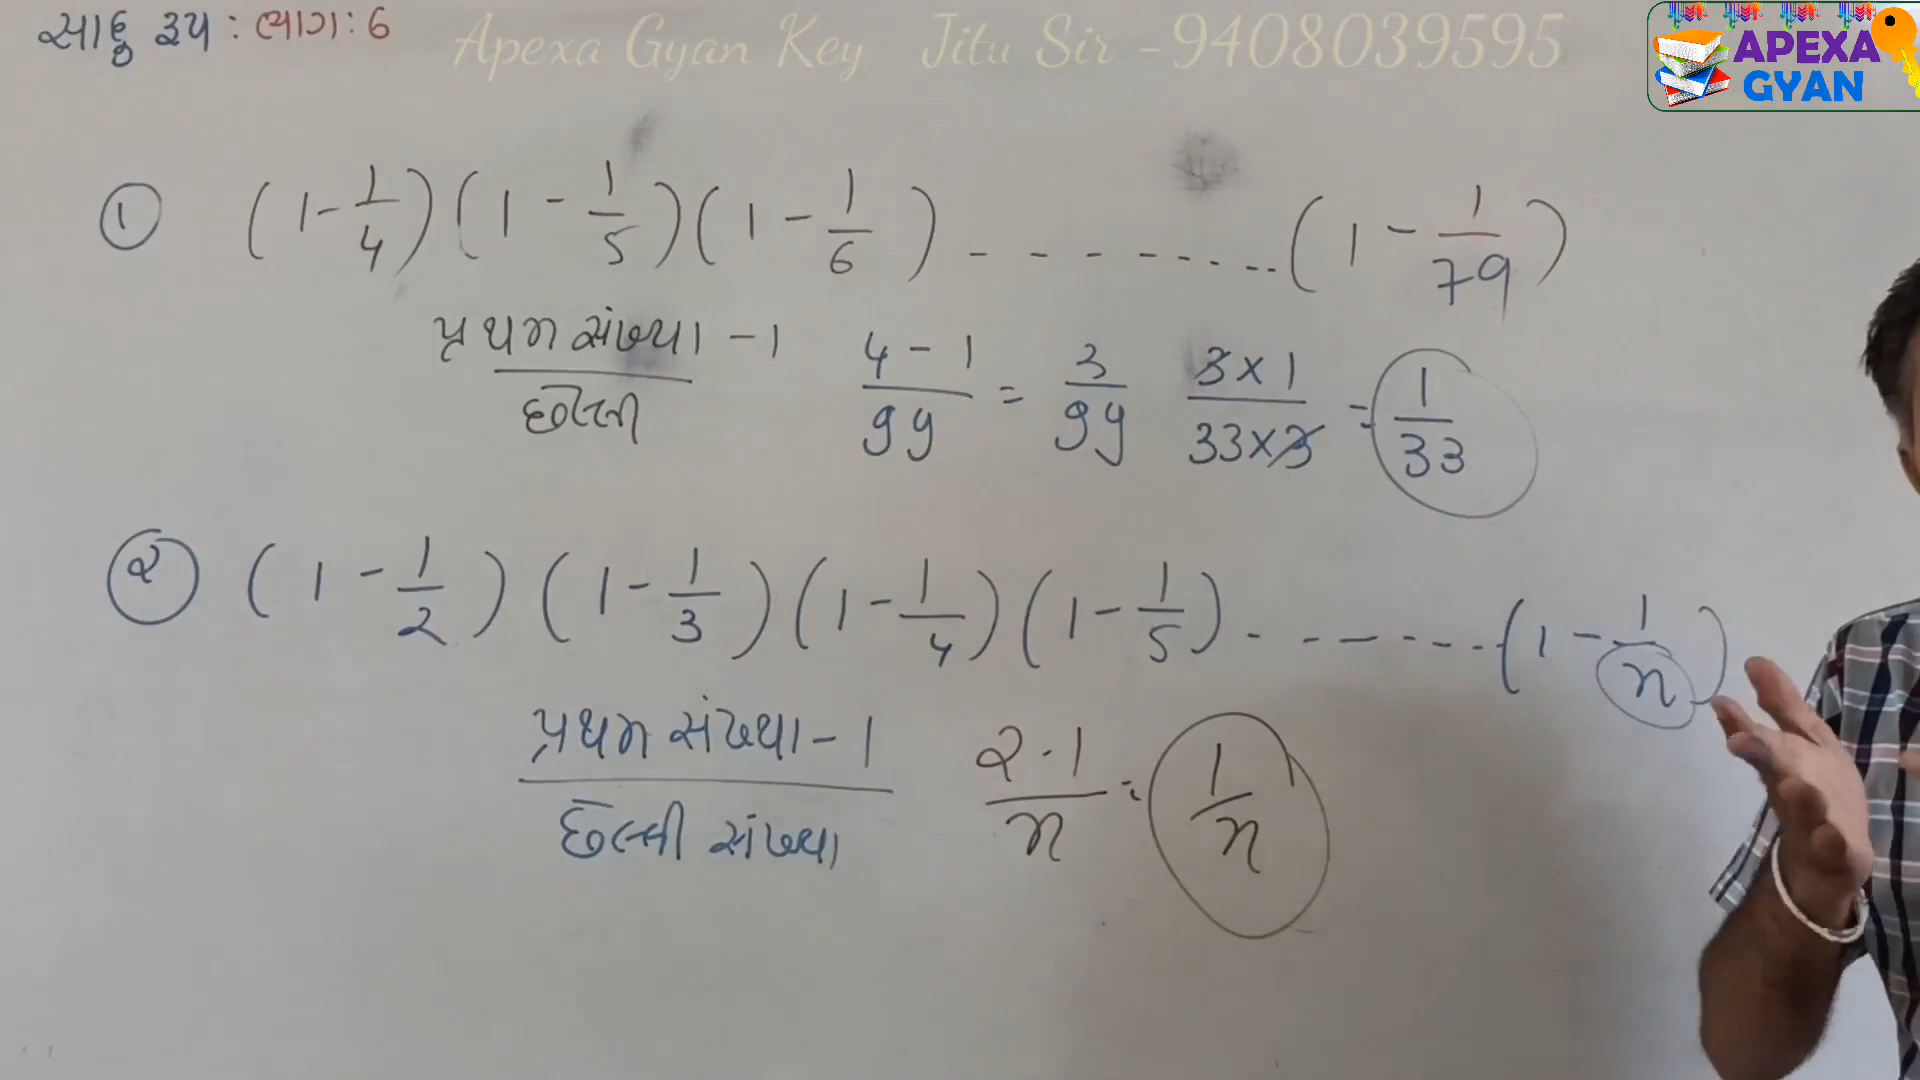 સાદુ રૂપ : ભાગ : 6
Apexa Gyan Key Jitu Sir -9408039595
APEXA GYAN
① (1 - 1/4) (1 - 1/5) (1 - 1/6) - - - - - - - - - (1 - 1/79)
પ્રથમ સંખ્યા - 1 / છેલ્લી 4 - 1 / 99 = 3/99 3 x 1 / 33 x 3 = 1/33
② (1 - 1/2) (1 - 1/3) (1 - 1/4) (1 - 1/5) - - - - - - - (1 - 1/n)
પ્રથમ સંખ્યા - 1 / છેલ્લી સંખ્યા ૨ - 1 / n = 1/n